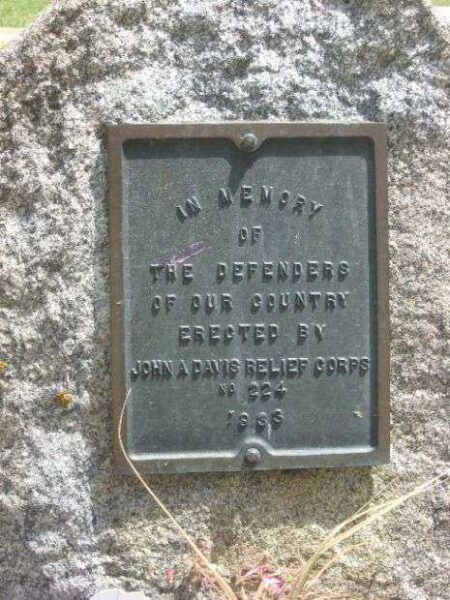 IN MEMORY
OF
THE DEFENDERS
OF OUR COUNTRY
ERECTED BY
JOHN A DAVIS RELIEF CORPS
NO 224